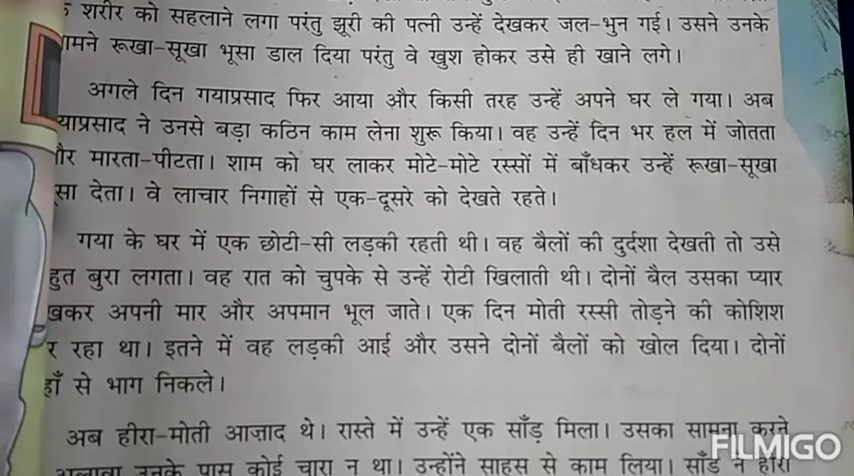 शरीर को सहलाने लगा परंतु झूरी की पत्नी उन्हें देखकर जल-भुन गई। उसने उनके
ामने रूखा-सूखा भूसा डाल दिया परंतु वे खुश होकर उसे ही खाने लगे।
अगले दिन गयाप्रसाद फिर आया और किसी तरह उन्हें अपने घर ले गया। अब
याप्रसाद ने उनसे बड़ा कठिन काम लेना शुरू किया। वह उन्हें दिन भर हल में जोतता
र मारता-पीटता। शाम को घर लाकर मोटे-मोटे रस्सों में बाँधकर उन्हें रूखा-सूखा
सा देता। वे लाचार निगाहों से एक-दूसरे को देखते रहते।
गया के घर में एक छोटी-सी लड़की रहती थी। वह बैलों की दुर्दशा देखती तो उसे
हुत बुरा लगता। वह रात को चुपके से उन्हें रोटी खिलाती थी। दोनों बैल उसका प्यार
खकर अपनी मार और अपमान भूल जाते। एक दिन मोती रस्सी तोड़ने की कोशिश
र रहा था। इतने में वह लड़की आई और उसने दोनों बैलों को खोल दिया। दोनों
हाँ से भाग निकले।
अब हीरा-मोती आज़ाद थे। रास्ते में उन्हें एक साँड़ मिला। उसका सामना करने
अलावा उनके पास कोई चारा न था। उन्होंने साहस से काम लिया। साँड़ ने हीरा
FILMIGO